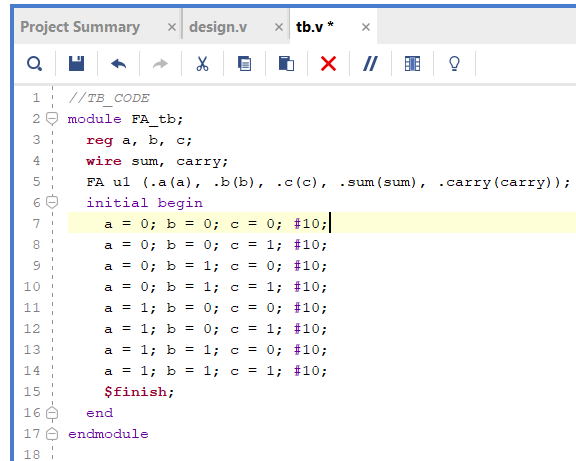 Project Summary × design.v × tb.v * ×
1 //TB_CODE
2 module FA_tb;
3 reg a, b, c;
4 wire sum, carry;
5 FA u1 (.a(a), .b(b), .c(c), .sum(sum), .carry(carry));
6 initial begin
7 a = 0; b = 0; c = 0; #10;
8 a = 0; b = 0; c = 1; #10;
9 a = 0; b = 1; c = 0; #10;
10 a = 0; b = 1; c = 1; #10;
11 a = 1; b = 0; c = 0; #10;
12 a = 1; b = 0; c = 1; #10;
13 a = 1; b = 1; c = 0; #10;
14 a = 1; b = 1; c = 1; #10;
15 $finish;
16 end
17 endmodule
18